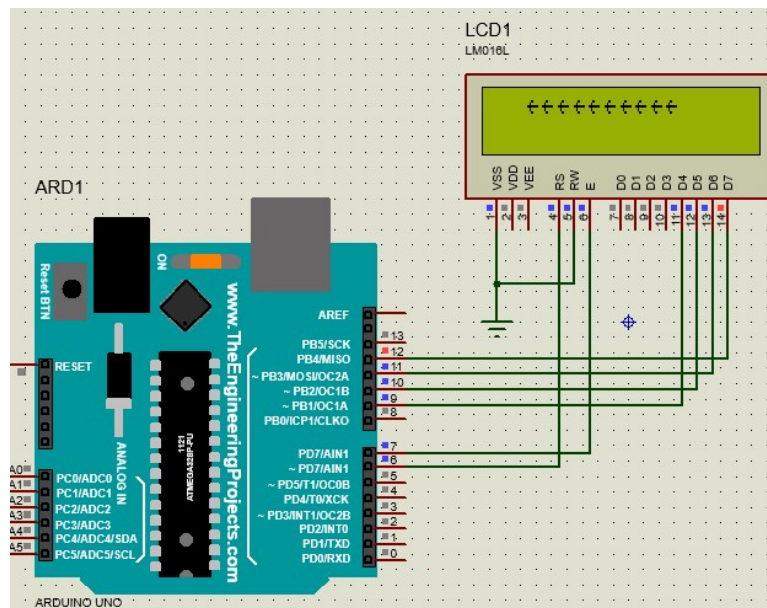 LCD1
LM016L
←←←←←←←←←←
VSS
VDD
VEE
RS
RW
E
D0
D1
D2
D3
D4
D5
D6
D7
1
2
3
4
5
6
7
8
9
10
11
12
13
14
ARD1
Reset BTN
ON
www.TheEngineeringProjects.com
1121
ATMEGA328P-PU
ANALOG IN
RESET
AREF
PB5/SCK
13
PB4/MISO
12
~ PB3/MOSI/OC2A
11
~ PB2/OC1B
10
~ PB1/OC1A
9
PB0/ICP1/CLKO
8
PD7/AIN1
7
~ PD7/AIN1
6
~ PD5/T1/OC0B
5
PD4/T0/XCK
4
~ PD3/INT1/OC2B
3
PD2/INT0
2
PD1/TXD
1
PD0/RXD
0
A0
PC0/ADC0
A1
PC1/ADC1
A2
PC2/ADC2
A3
PC3/ADC3
A4
PC4/ADC4/SDA
A5
PC5/ADC5/SCL
ARDUINO UNO